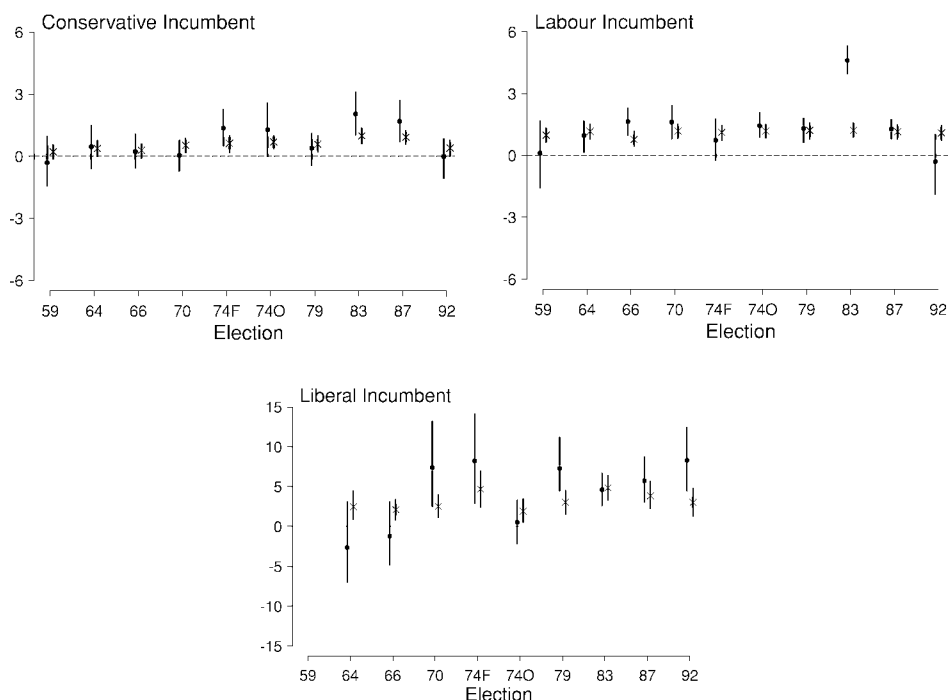 Conservative Incumbent
6
3
0
-3
-6
59 64 66 70 74F 74O 79 83 87 92
Election
Labour Incumbent
6
3
0
-3
-6
59 64 66 70 74F 74O 79 83 87 92
Election
Liberal Incumbent
15
10
5
0
-5
-10
-15
59 64 66 70 74F 74O 79 83 87 92
Election